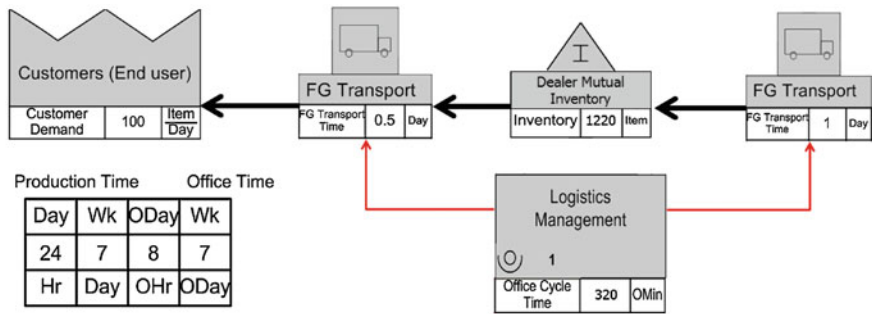 Customers (End user)
Customer Demand 100 Item Day
FG Transport
FG Transport Time 0.5 Day
I
Dealer Mutual Inventory
Inventory 1220 Item
FG Transport
FG Transport Time 1 Day
Production Time Office Time
Day Wk ODay Wk
24 7 8 7
Hr Day OHr ODay
Logistics
Management
1
Office Cycle Time 320 OMin